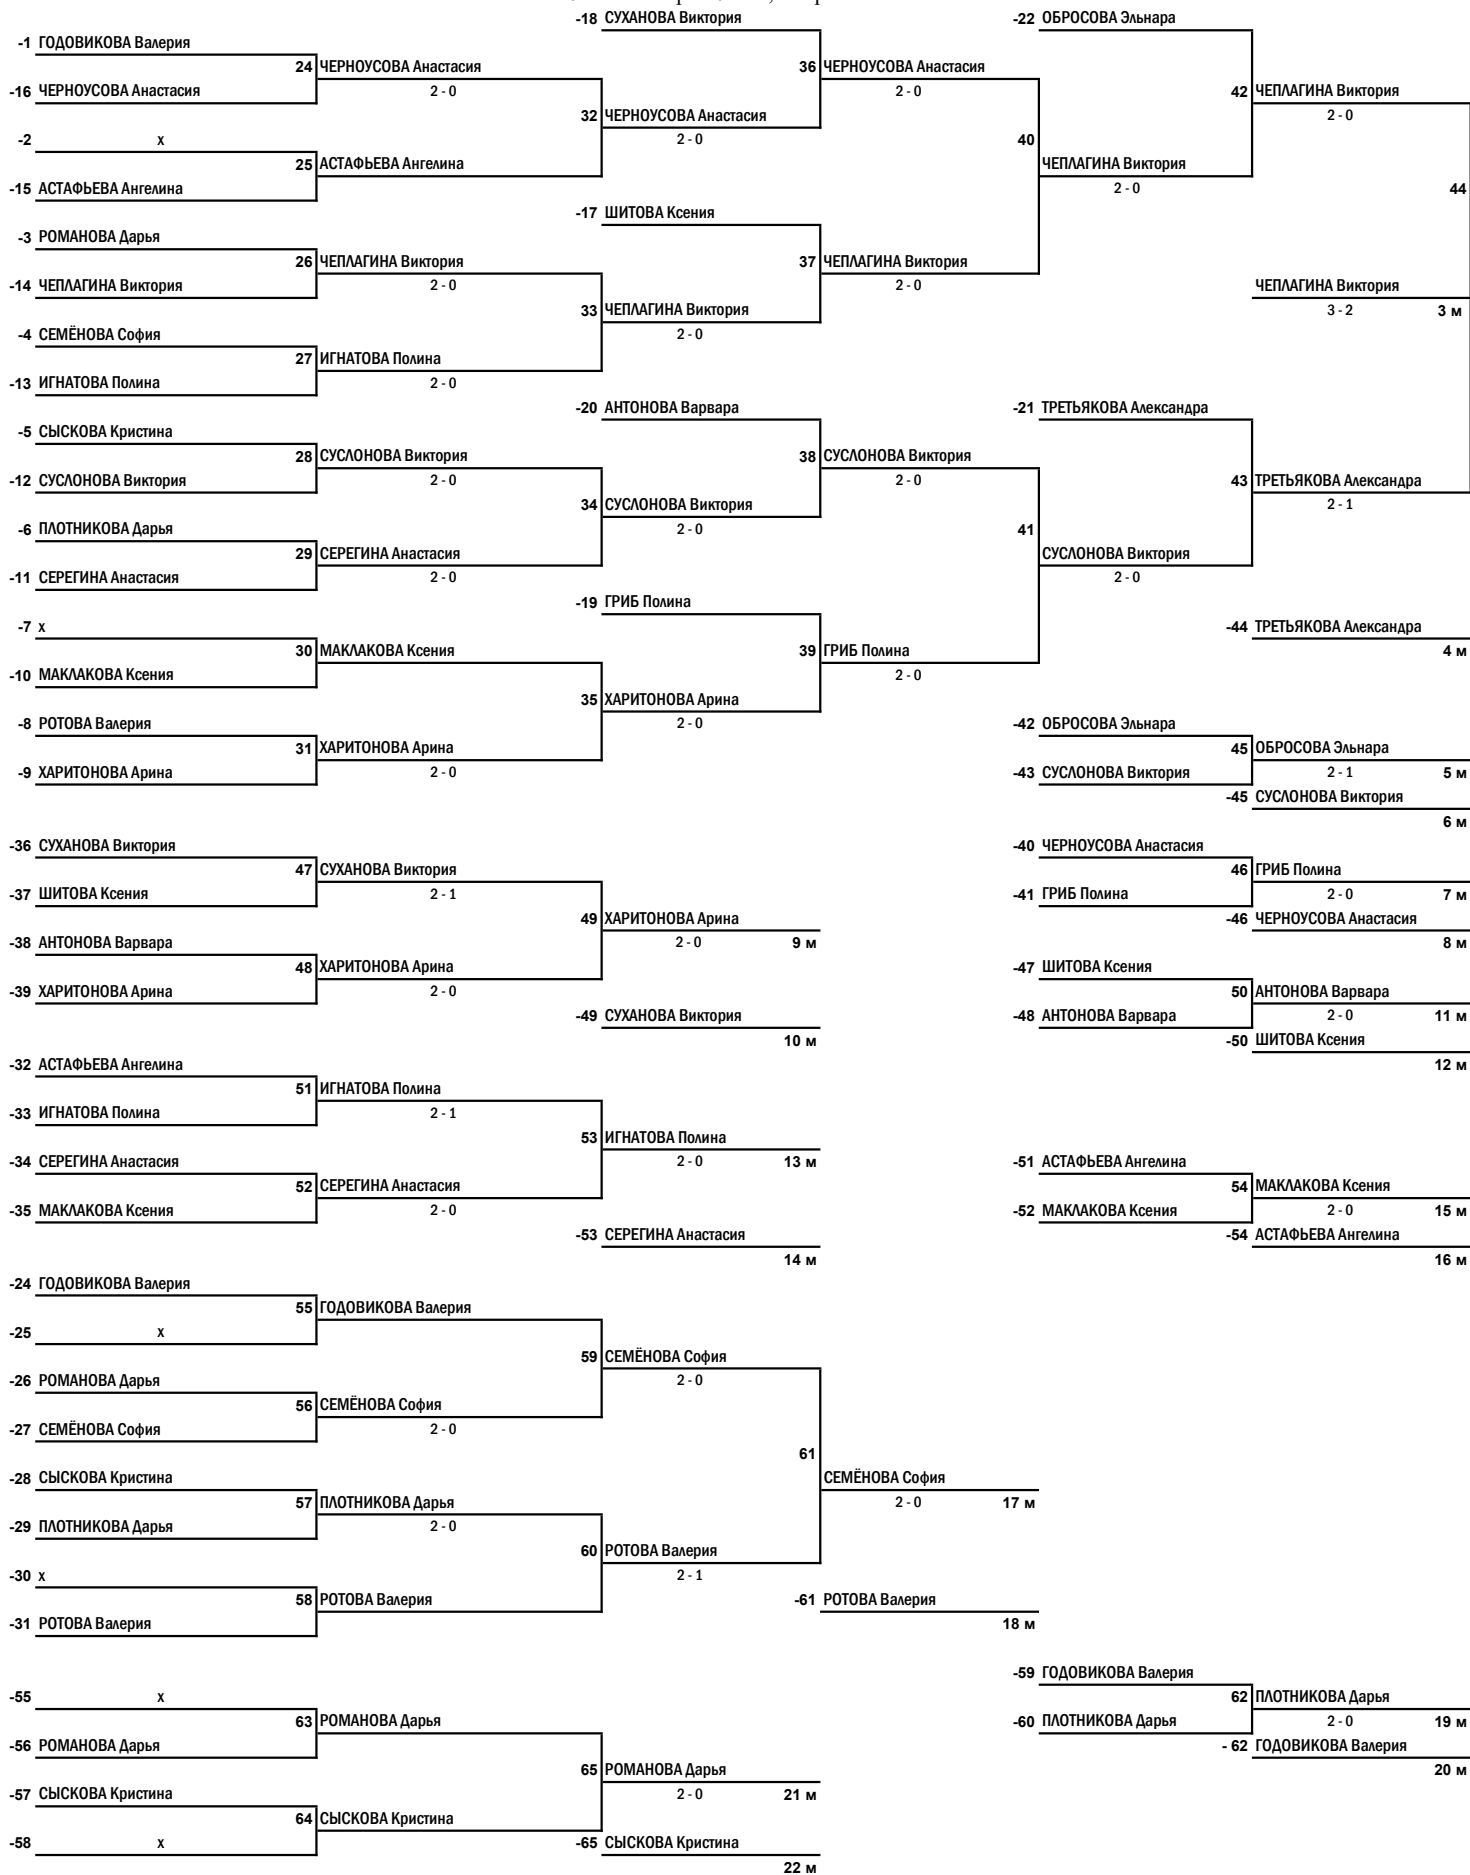 -18 СУХАНОВА Виктория
-22 ОБРОСОВА Эльнара
-1 ГОДОВИКОВА Валерия
24 ЧЕРНОУСОВА Анастасия
36 ЧЕРНОУСОВА Анастасия
-16 ЧЕРНОУСОВА Анастасия
2 - 0
2 - 0
42 ЧЕПЛАГИНА Виктория
32 ЧЕРНОУСОВА Анастасия
2 - 0
-2 x
2 - 0
40
25 АСТАФЬЕВА Ангелина
ЧЕПЛАГИНА Виктория
-15 АСТАФЬЕВА Ангелина
2 - 0
44
-17 ШИТОВА Ксения
-3 РОМАНОВА Дарья
26 ЧЕПЛАГИНА Виктория
37 ЧЕПЛАГИНА Виктория
-14 ЧЕПЛАГИНА Виктория
2 - 0
2 - 0
ЧЕПЛАГИНА Виктория
33 ЧЕПЛАГИНА Виктория
3 - 2
3 м
-4 СЕМЁНОВА София
2 - 0
27 ИГНАТОВА Полина
-13 ИГНАТОВА Полина
2 - 0
-20 АНТОНОВА Варвара
-21 ТРЕТЬЯКОВА Александра
-5 СЫСКОВА Кристина
28 СУСЛОНОВА Виктория
38 СУСЛОНОВА Виктория
-12 СУСЛОНОВА Виктория
2 - 0
2 - 0
43 ТРЕТЬЯКОВА Александра
34 СУСЛОНОВА Виктория
2 - 1
-6 ПЛОТНИКОВА Дарья
2 - 0
41
29 СЕРЕГИНА Анастасия
СУСЛОНОВА Виктория
-11 СЕРЕГИНА Анастасия
2 - 0
2 - 0
-19 ГРИБ Полина
-7 x
-44 ТРЕТЬЯКОВА Александра
30 МАКЛАКОВА Ксения
39 ГРИБ Полина
4 м
-10 МАКЛАКОВА Ксения
2 - 0
35 ХАРИТОНОВА Арина
-8 РОТОВА Валерия
2 - 0
-42 ОБРОСОВА Эльнара
31 ХАРИТОНОВА Арина
45 ОБРОСОВА Эльнара
-9 ХАРИТОНОВА Арина
2 - 0
-43 СУСЛОНОВА Виктория
2 - 1
5 м
-45 СУСЛОНОВА Виктория
6 м
-36 СУХАНОВА Виктория
-40 ЧЕРНОУСОВА Анастасия
47 СУХАНОВА Виктория
46 ГРИБ Полина
-37 ШИТОВА Ксения
2 - 1
-41 ГРИБ Полина
2 - 0
7 м
49 ХАРИТОНОВА Арина
-46 ЧЕРНОУСОВА Анастасия
-38 АНТОНОВА Варвара
2 - 0
9 м
8 м
48 ХАРИТОНОВА Арина
-47 ШИТОВА Ксения
-39 ХАРИТОНОВА Арина
2 - 0
50 АНТОНОВА Варвара
-49 СУХАНОВА Виктория
-48 АНТОНОВА Варвара
2 - 0
11 м
10 м
-50 ШИТОВА Ксения
-32 АСТАФЬЕВА Ангелина
12 м
51 ИГНАТОВА Полина
-33 ИГНАТОВА Полина
2 - 1
53 ИГНАТОВА Полина
-34 СЕРЕГИНА Анастасия
2 - 0
13 м
-51 АСТАФЬЕВА Ангелина
52 СЕРЕГИНА Анастасия
54 МАКЛАКОВА Ксения
-35 МАКЛАКОВА Ксения
2 - 0
-52 МАКЛАКОВА Ксения
2 - 0
15 м
-53 СЕРЕГИНА Анастасия
-54 АСТАФЬЕВА Ангелина
14 м
16 м
-24 ГОДОВИКОВА Валерия
55 ГОДОВИКОВА Валерия
-25 x
59 СЕМЁНОВА София
-26 РОМАНОВА Дарья
2 - 0
56 СЕМЁНОВА София
-27 СЕМЁНОВА София
2 - 0
61
-28 СЫСКОВА Кристина
СЕМЁНОВА София
57 ПЛОТНИКОВА Дарья
2 - 0
17 м
-29 ПЛОТНИКОВА Дарья
2 - 0
60 РОТОВА Валерия
-30 x
2 - 1
58 РОТОВА Валерия
-61 РОТОВА Валерия
-31 РОТОВА Валерия
18 м
-59 ГОДОВИКОВА Валерия
-55 x
62 ПЛОТНИКОВА Дарья
63 РОМАНОВА Дарья
-60 ПЛОТНИКОВА Дарья
2 - 0
19 м
-56 РОМАНОВА Дарья
- 62 ГОДОВИКОВА Валерия
65 РОМАНОВА Дарья
20 м
-57 СЫСКОВА Кристина
2 - 0
21 м
64 СЫСКОВА Кристина
-58 x
-65 СЫСКОВА Кристина
22 м